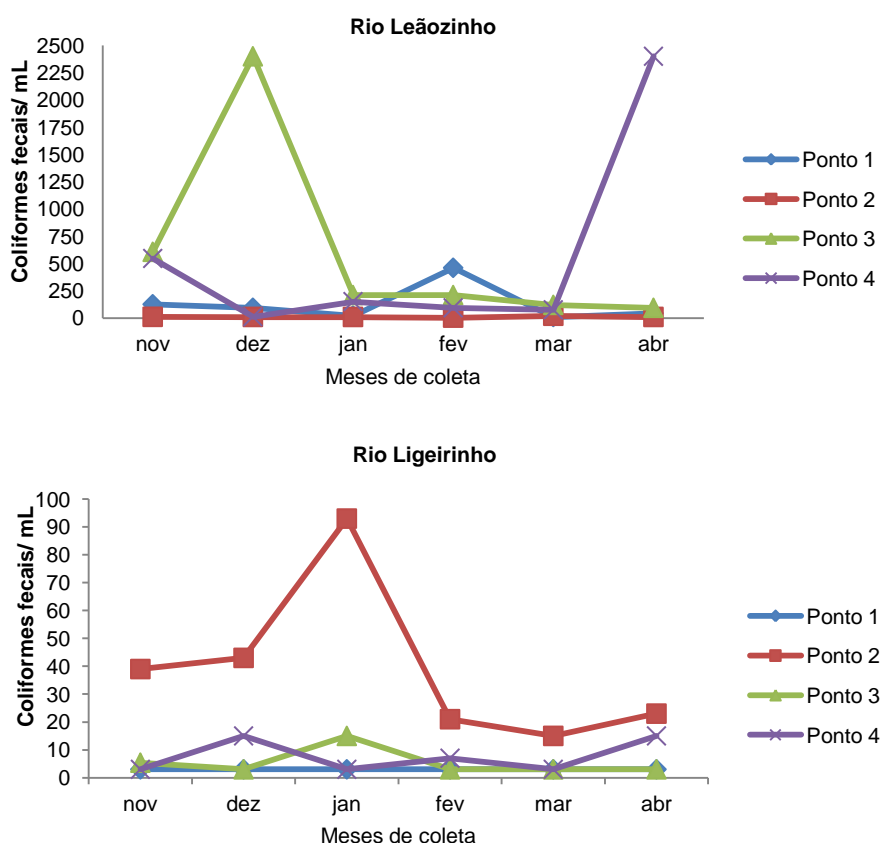 Rio Leãozinho
Coliformes fecais/ mL
2500
2250
2000
1750
1500
1250
1000
750
500
250
0
nov dez jan fev mar abr
Meses de coleta
Ponto 1
Ponto 2
Ponto 3
Ponto 4
Rio Ligeirinho
Coliformes fecais/ mL
100
90
80
70
60
50
40
30
20
10
0
nov dez jan fev mar abr
Meses de coleta
Ponto 1
Ponto 2
Ponto 3
Ponto 4